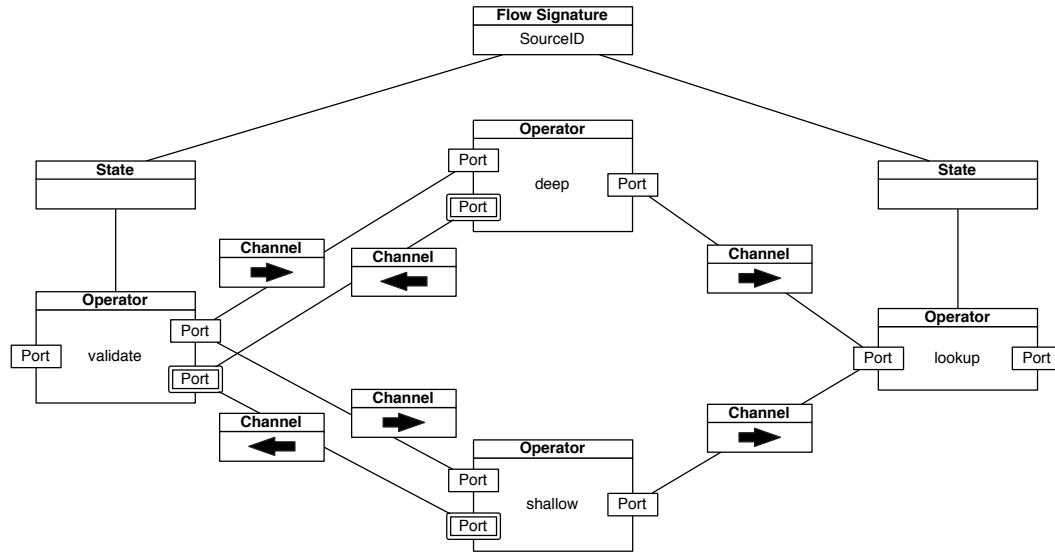 Flow Signature
SourceID
Operator
Port
deep
Port
Port
State
State
Channel
Channel
Channel
Operator
Port
validate
Port
Port
Operator
Port
lookup
Port
Channel
Channel
Channel
Operator
Port
shallow
Port
Port